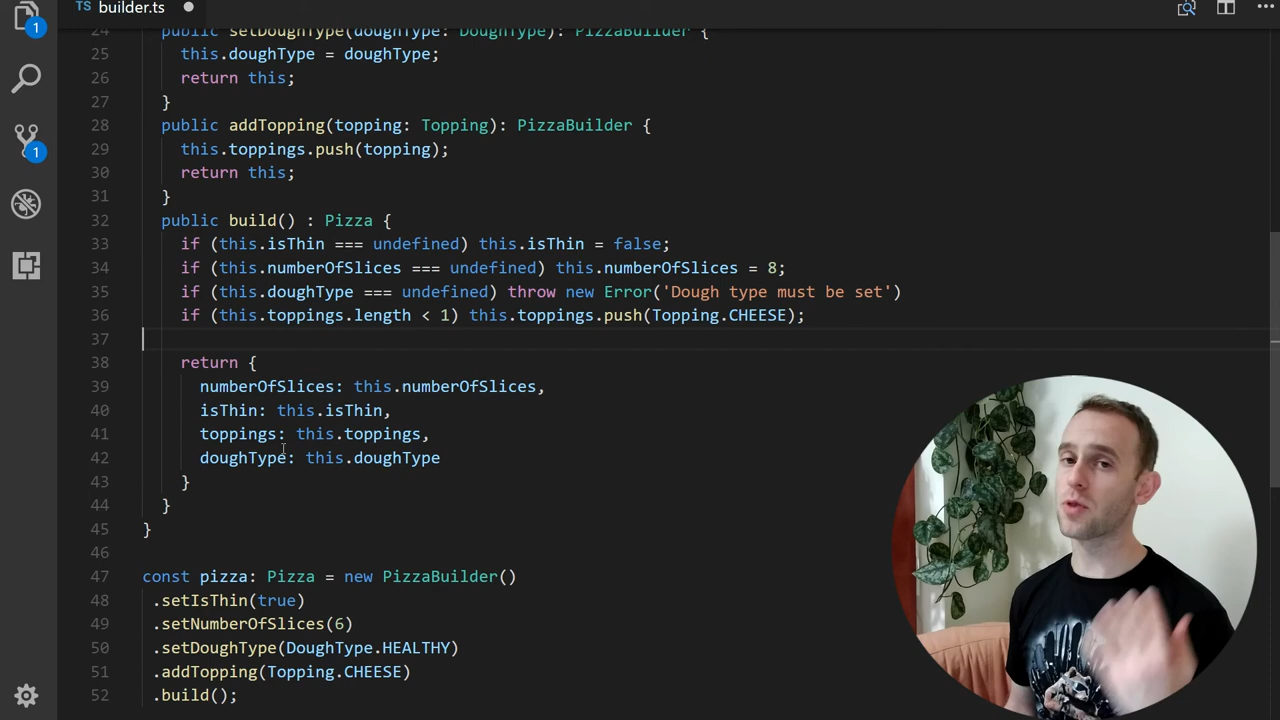 TS builder.ts
1
1
24 public setDoughType(doughType: DoughType): PizzaBuilder {
25 this.doughType = doughType;
26 return this;
27 }
28 public addTopping(topping: Topping): PizzaBuilder {
29 this.toppings.push(topping);
30 return this;
31 }
32 public build() : Pizza {
33 if (this.isThin === undefined) this.isThin = false;
34 if (this.numberOfSlices === undefined) this.numberOfSlices = 8;
35 if (this.doughType === undefined) throw new Error('Dough type must be set')
36 if (this.toppings.length < 1) this.toppings.push(Topping.CHEESE);
37
38 return {
39 numberOfSlices: this.numberOfSlices,
40 isThin: this.isThin,
41 toppings: this.toppings,
42 doughType: this.doughType
43 }
44 }
45 }
46
47 const pizza: Pizza = new PizzaBuilder()
48 .setIsThin(true)
49 .setNumberOfSlices(6)
50 .setDoughType(DoughType.HEALTHY)
51 .addTopping(Topping.CHEESE)
52 .build();